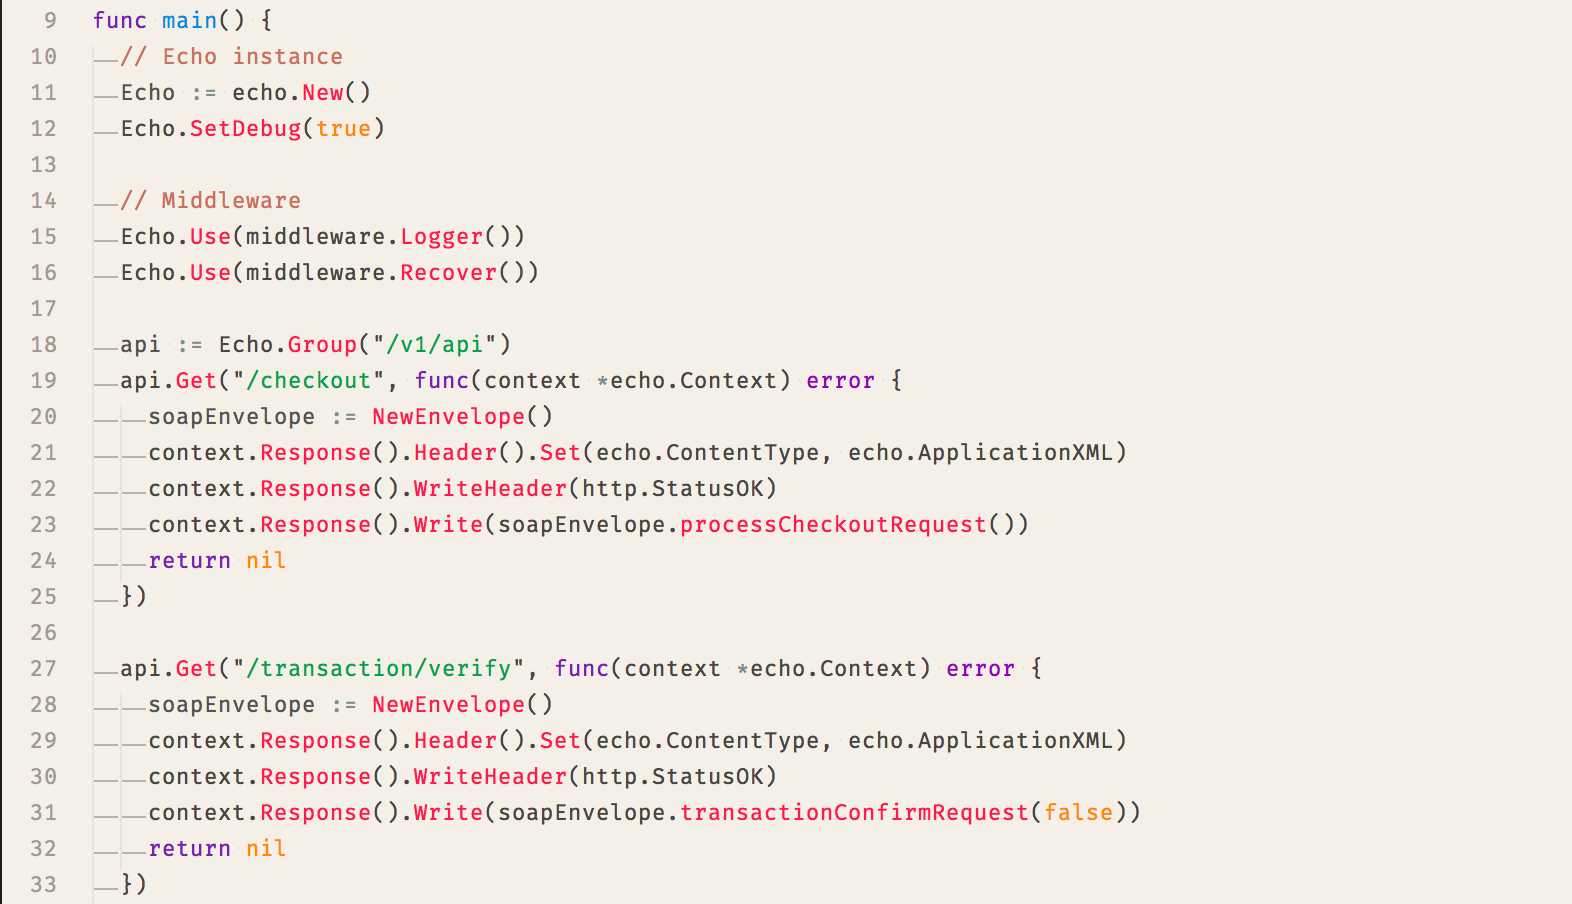 9 func main() {
10 // Echo instance
11 Echo := echo.New()
12 Echo.SetDebug(true)
13
14 // Middleware
15 Echo.Use(middleware.Logger())
16 Echo.Use(middleware.Recover())
17
18 api := Echo.Group("/v1/api")
19 api.Get("/checkout", func(context *echo.Context) error {
20 soapEnvelope := NewEnvelope()
21 context.Response().Header().Set(echo.ContentType, echo.ApplicationXML)
22 context.Response().WriteHeader(http.StatusOK)
23 context.Response().Write(soapEnvelope.processCheckoutRequest())
24 return nil
25 })
26
27 api.Get("/transaction/verify", func(context *echo.Context) error {
28 soapEnvelope := NewEnvelope()
29 context.Response().Header().Set(echo.ContentType, echo.ApplicationXML)
30 context.Response().WriteHeader(http.StatusOK)
31 context.Response().Write(soapEnvelope.transactionConfirmRequest(false))
32 return nil
33 })